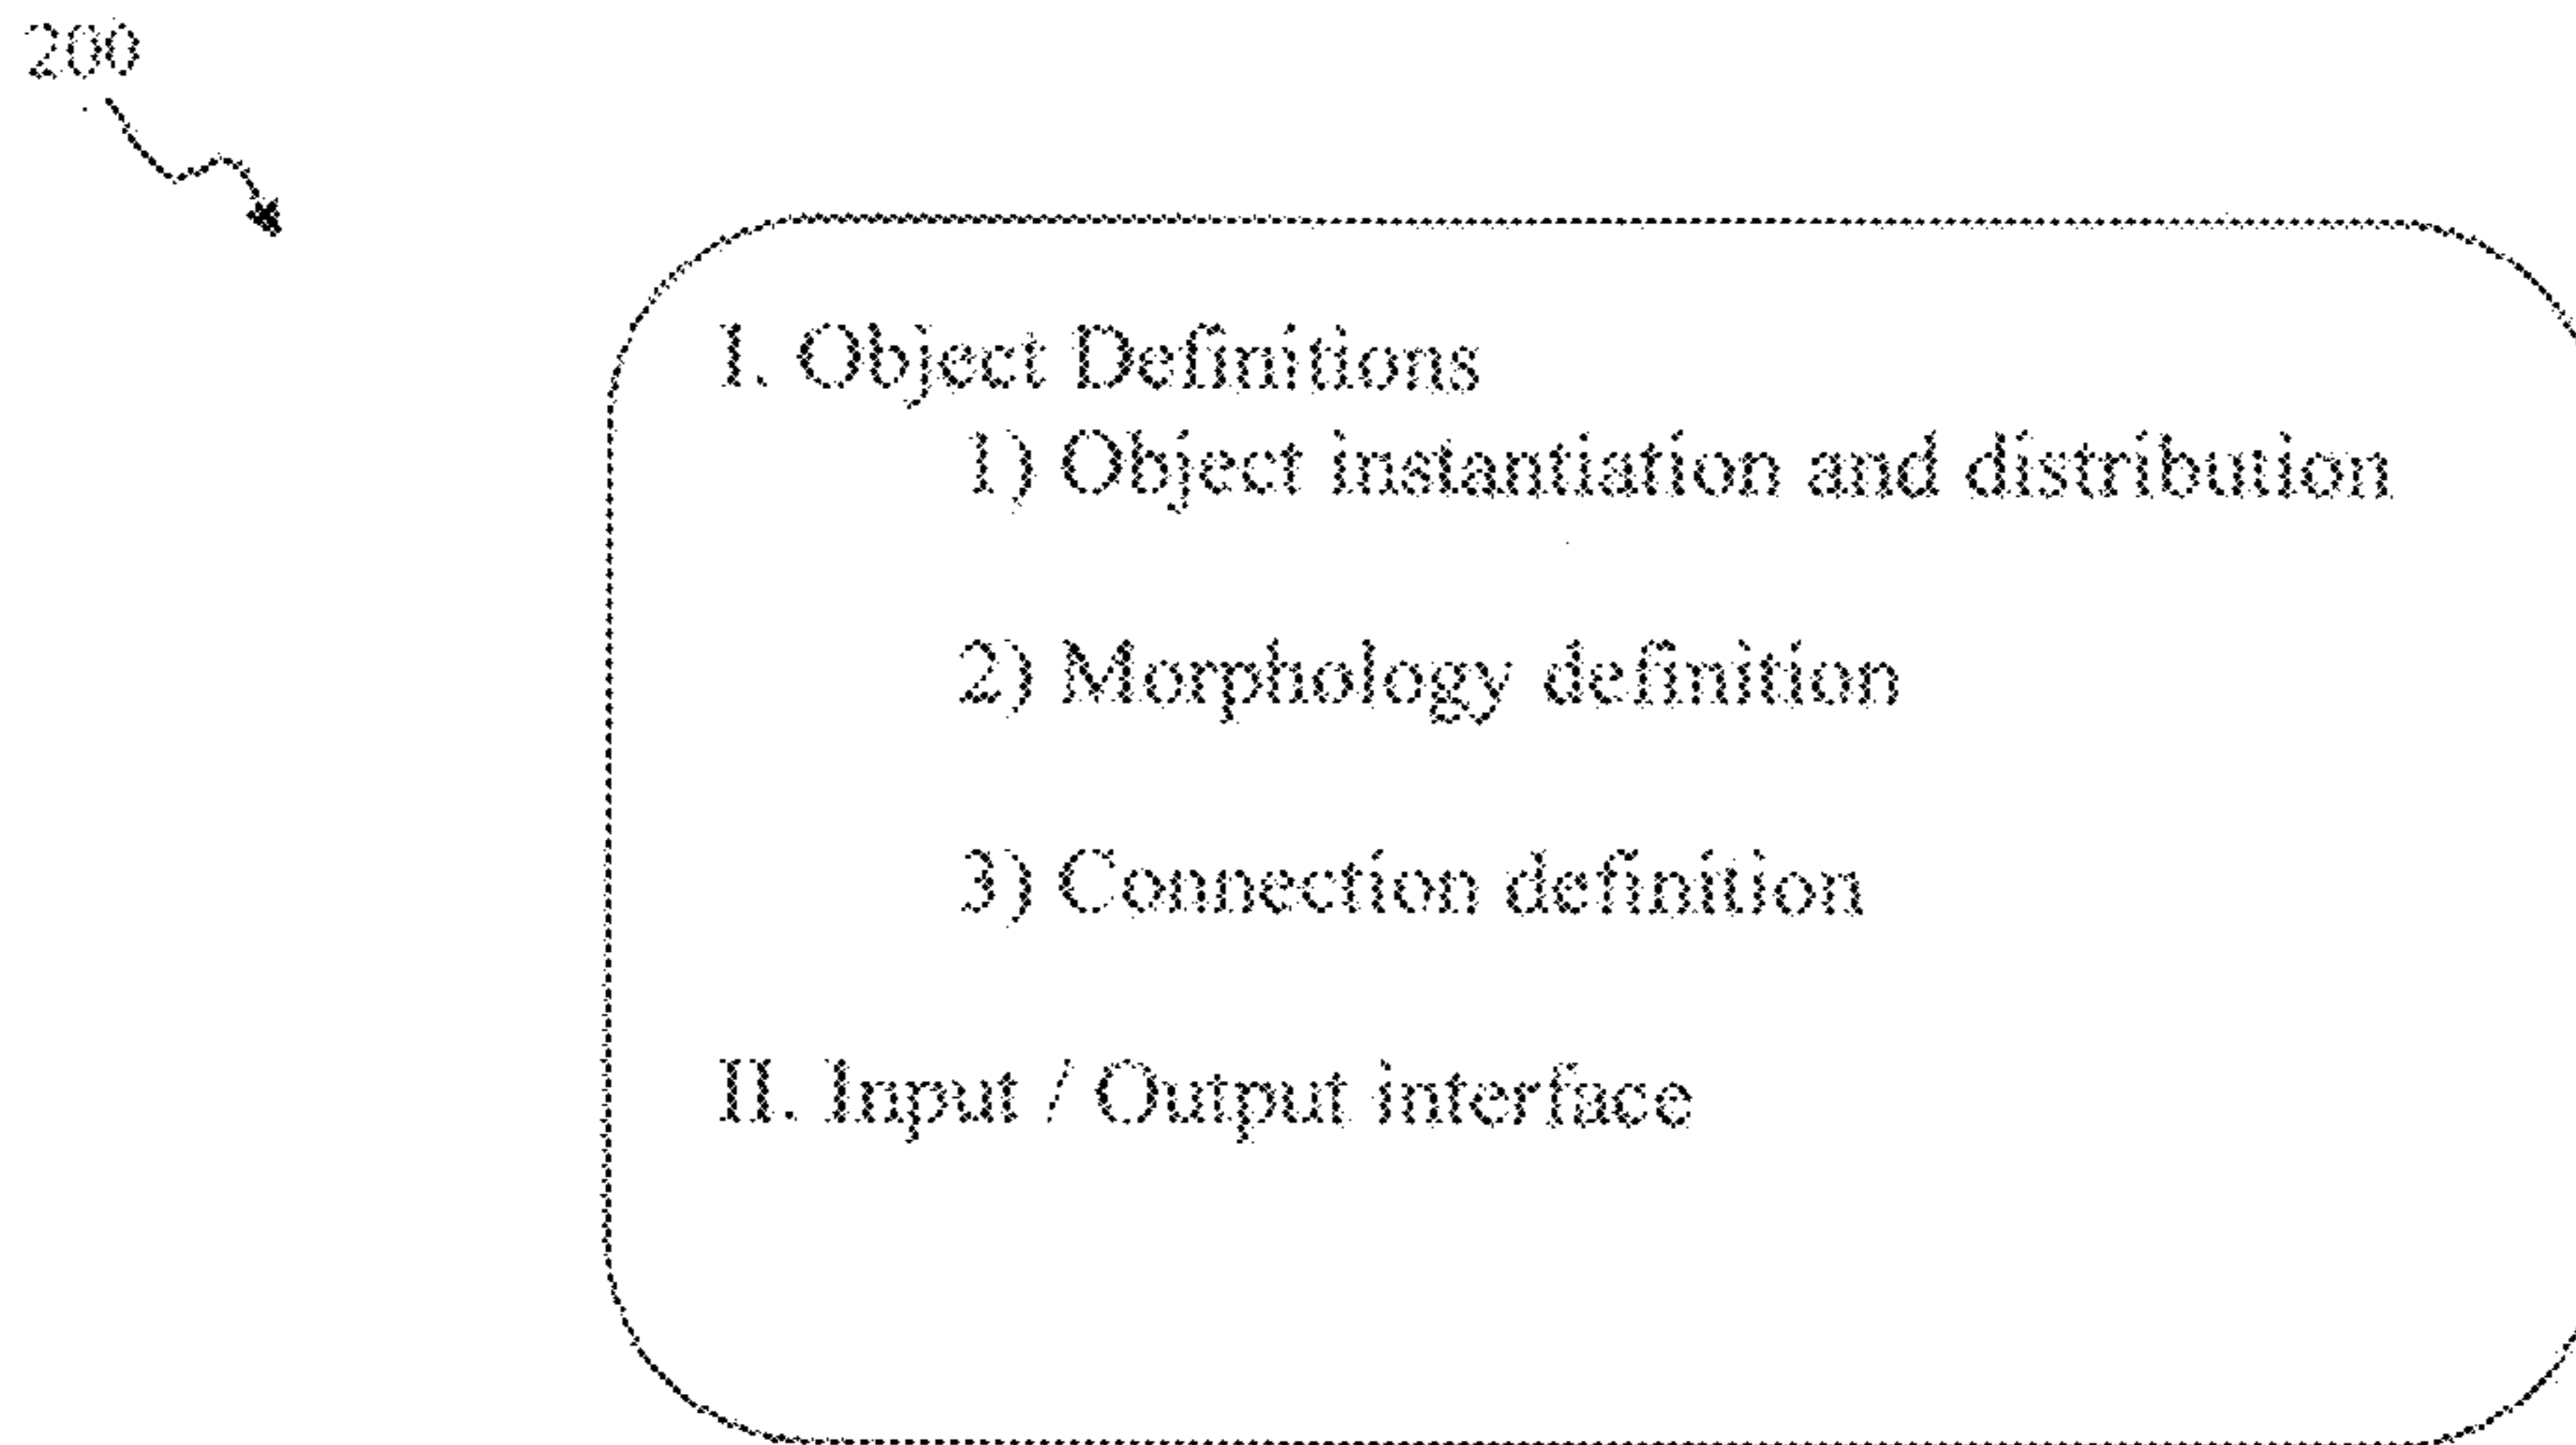 200
I. Object Definitions
1) Object instantiation and distribution
2) Morphology definition
3) Connection definition
II. Input / Output interface